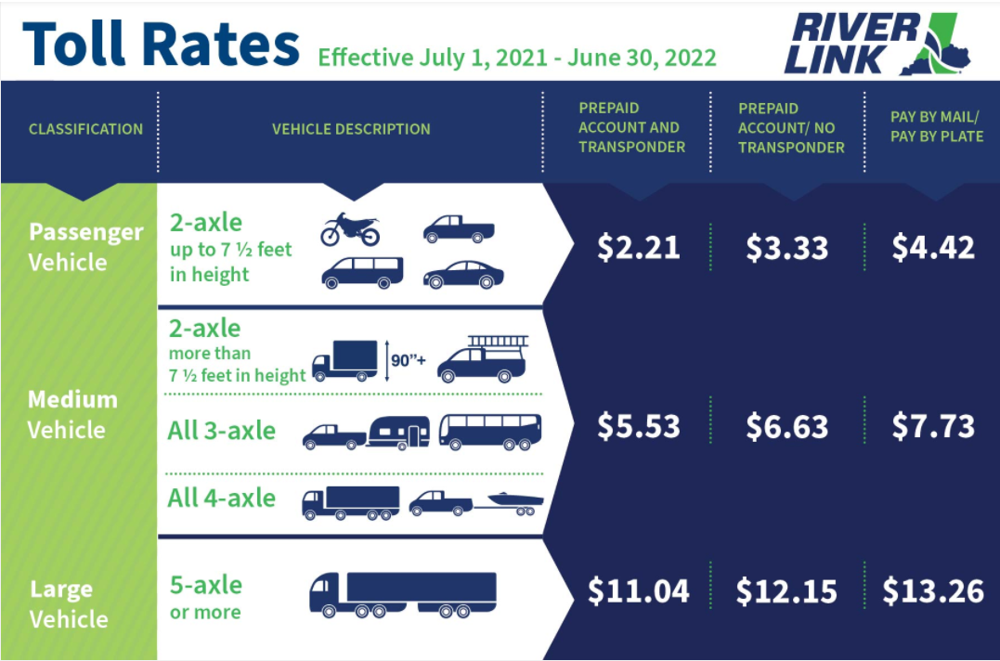 Toll Rates Effective July 1, 2021 - June 30, 2022
RIVER
LINK
CLASSIFICATION
VEHICLE DESCRIPTION
PREPAID
ACCOUNT AND
TRANSPONDER
PREPAID
ACCOUNT/ NO
TRANSPONDER
PAY BY MAIL/
PAY BY PLATE
Passenger
Vehicle
2-axle
up to 7 ½ feet
in height
$2.21
$3.33
$4.42
Medium
Vehicle
2-axle
more than
7 ½ feet in height
90”+
All 3-axle
All 4-axle
$5.53
$6.63
$7.73
Large
Vehicle
5-axle
or more
$11.04
$12.15
$13.26